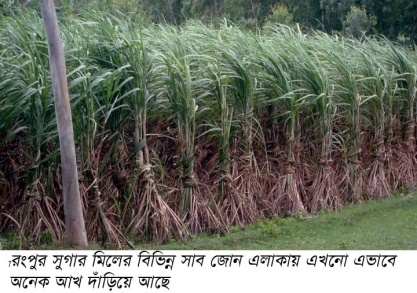 রংপুর সুগার মিলের বিভিন্ন সাব জোন এলাকায় এখনো এভাবে
অনেক আখ দাঁড়িয়ে আছে